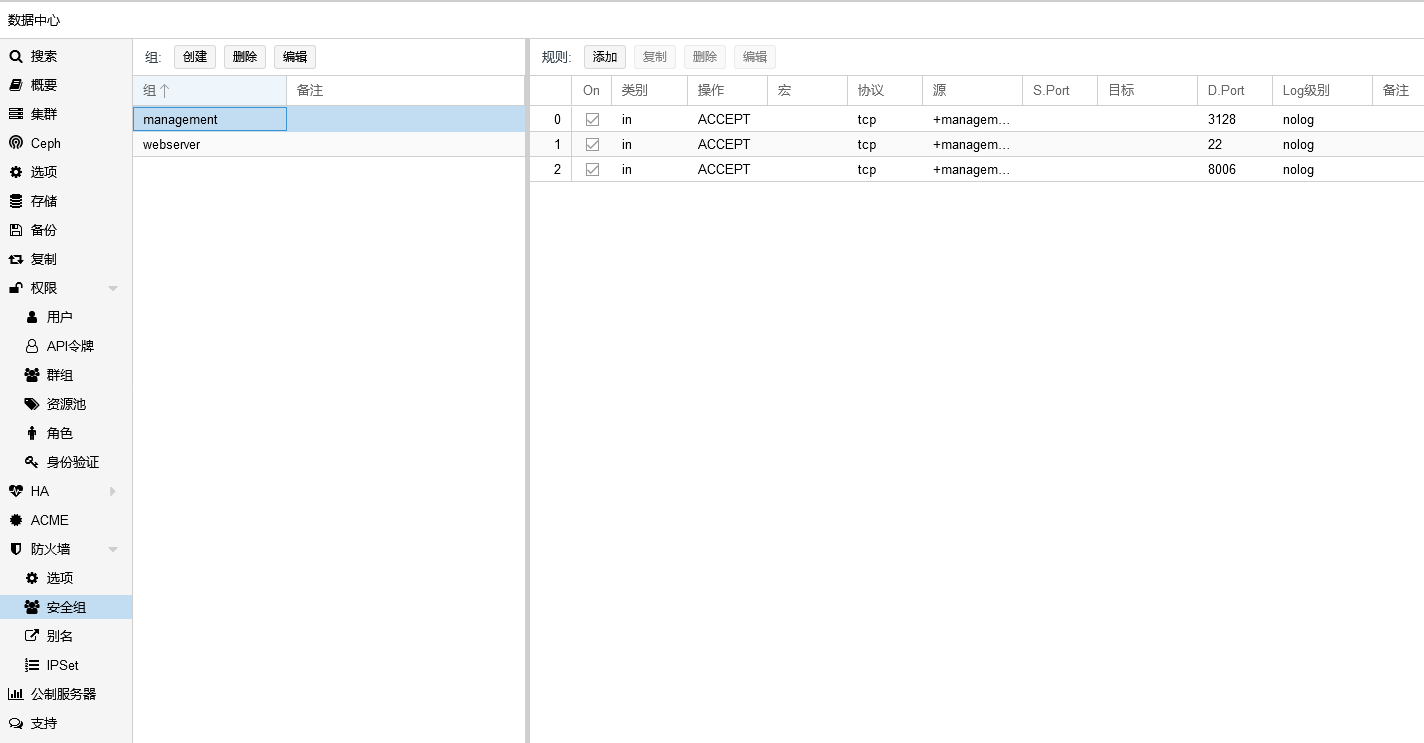 数据中心
搜索
概要
集群
Ceph
选项
存储
备份
复制
权限
用户
API令牌
群组
资源池
角色
身份验证
HA
ACME
防火墙
选项
安全组
别名
IPSet
公制服务器
支持
组: 创建 删除 编辑
组 备注
management
webserver
规则: 添加 复制 删除 编辑
On 类别 操作 宏 协议 源 S.Port 目标 D.Port Log级别 备注
0 in ACCEPT tcp +managem... 3128 nolog
1 in ACCEPT tcp +managem... 22 nolog
2 in ACCEPT tcp +managem... 8006 nolog